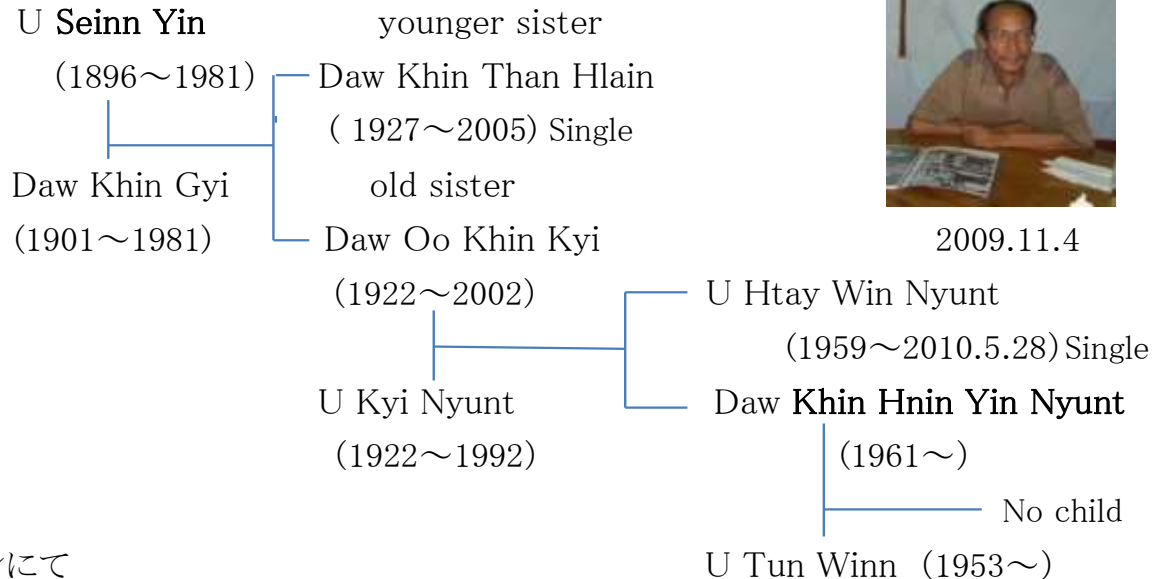 U Seinn Yin
younger sister
(1896～1981)
Daw Khin Than Hlain
( 1927～2005) Single
Daw Khin Gyi
old sister
(1901～1981)
Daw Oo Khin Kyi
2009.11.4
(1922～2002)
U Htay Win Nyunt
(1959～2010.5.28) Single
U Kyi Nyunt
Daw Khin Hnin Yin Nyunt
(1922～1992)
(1961～)
No child
にて
U Tun Winn (1953～)